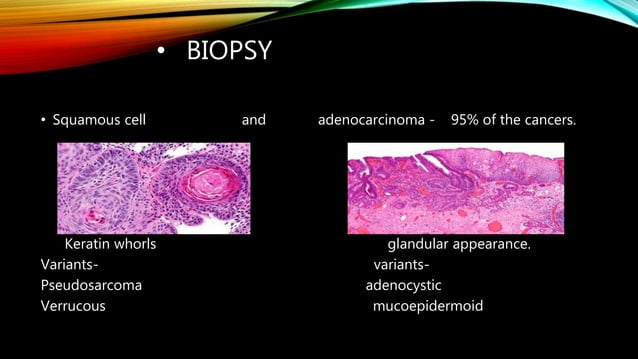 • BIOPSY
• Squamous cell and adenocarcinoma - 95% of the cancers.
Keratin whorls glandular appearance.
Variants- variants-
Pseudosarcoma adenocystic
Verrucous mucoepidermoid